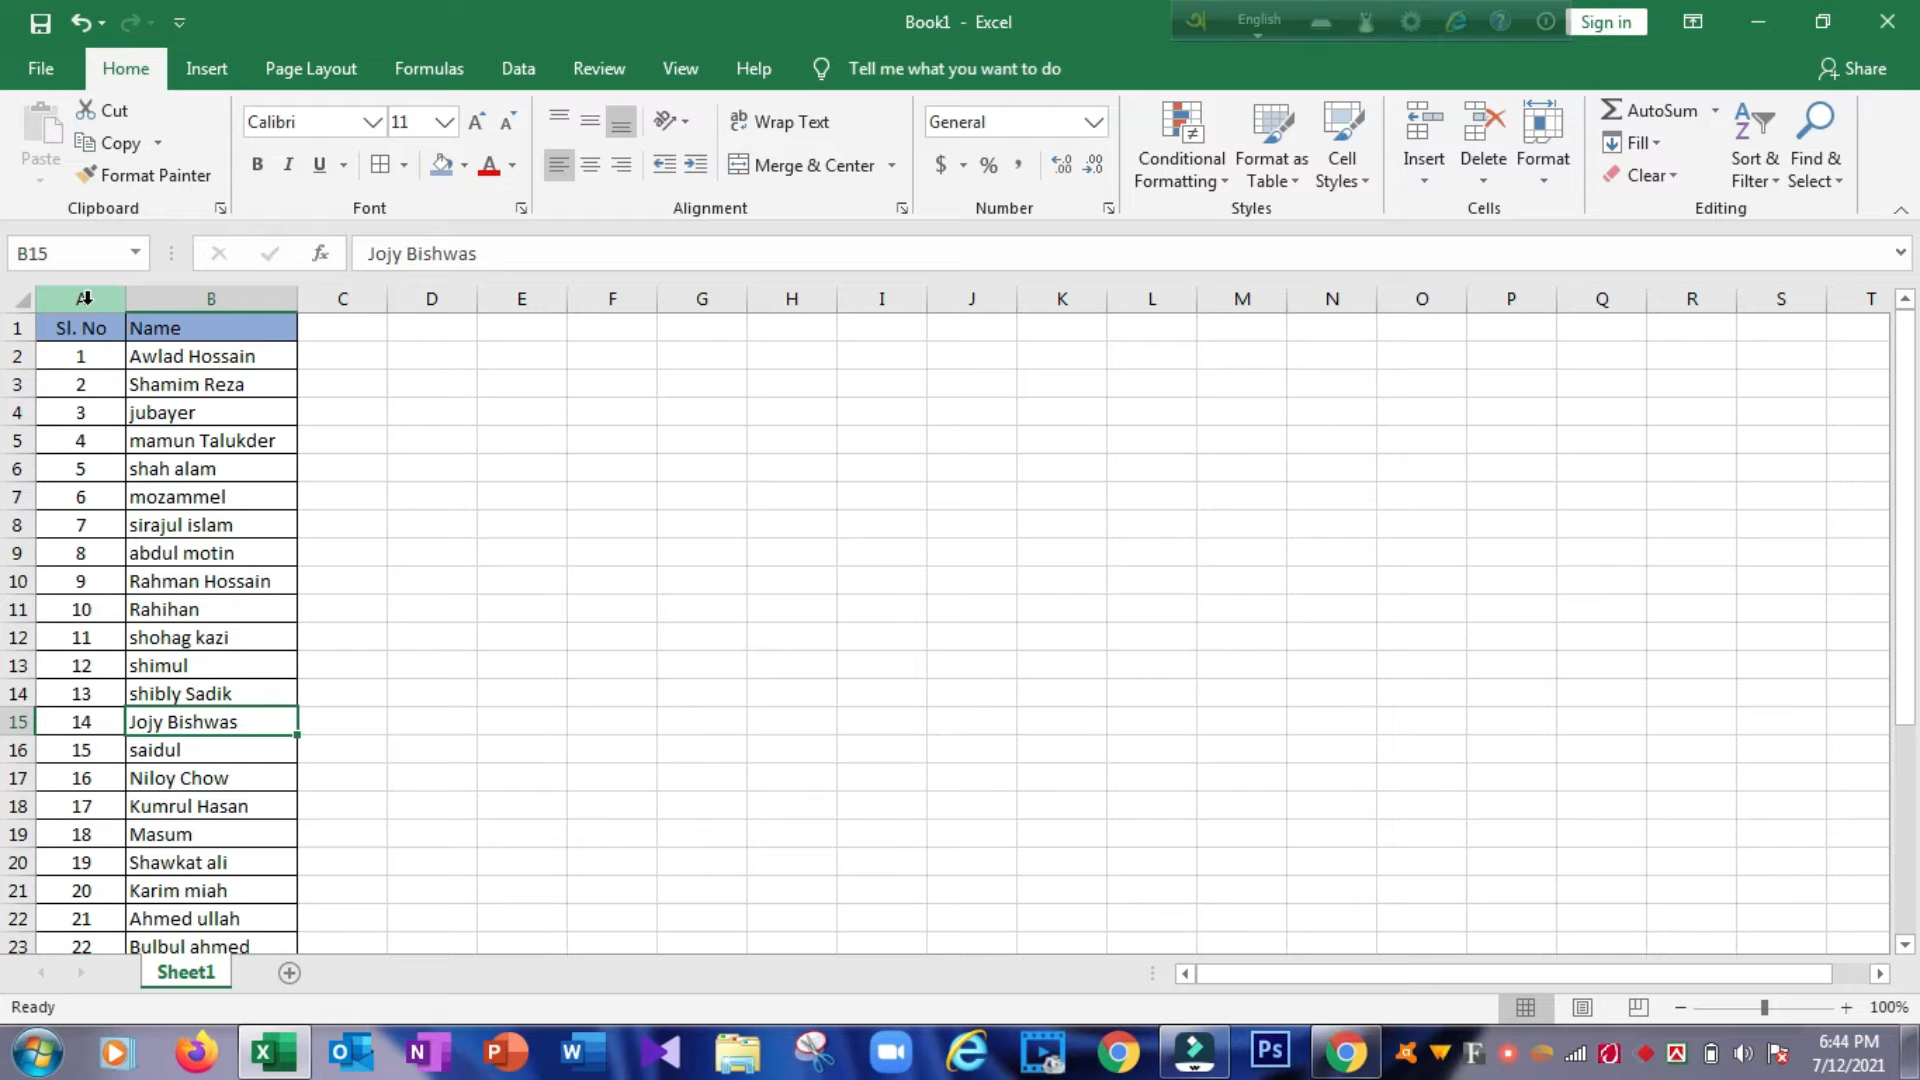 Book1 - Excel
English
Sign in
File Home Insert Page Layout Formulas Data Review View Help Tell me what you want to do Share
Paste
Cut
Copy
Format Painter
Clipboard
Calibri 11
B I U A
Font
Wrap Text
Merge & Center
Alignment
General
$ % ,
Number
Conditional Formatting
Format as Table
Cell Styles
Styles
Insert Delete Format
Cells
AutoSum
Fill
Clear
Sort & Filter
Find & Select
Editing
B15 fx Jojy Bishwas
A B C D E F G H I J K L M N O P Q R S T
1 Sl. No Name
2 1 Awlad Hossain
3 2 Shamim Reza
4 3 jubayer
5 4 mamun Talukder
6 5 shah alam
7 6 mozammel
8 7 sirajul islam
9 8 abdul motin
10 9 Rahman Hossain
11 10 Rahihan
12 11 shohag kazi
13 12 shimul
14 13 shibly Sadik
15 14 Jojy Bishwas
16 15 saidul
17 16 Niloy Chow
18 17 Kumrul Hasan
19 18 Masum
20 19 Shawkat ali
21 20 Karim miah
22 21 Ahmed ullah
23 22 Bulbul ahmed
Sheet1
Ready 100%
6:44 PM
7/12/2021